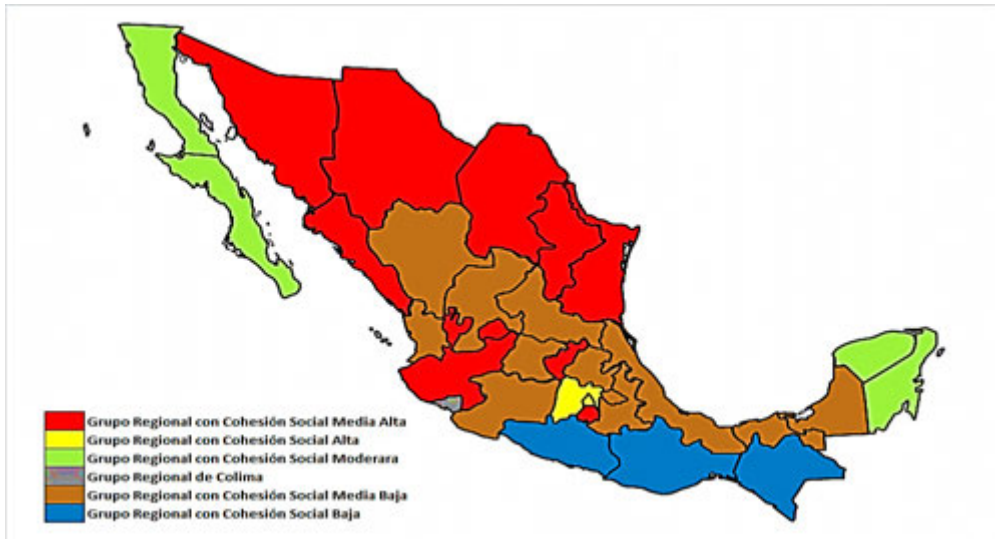 Grupo Regional con Cohesión Social Media Alta
Grupo Regional con Cohesión Social Alta
Grupo Regional con Cohesión Social Moderara
Grupo Regional de Colima
Grupo Regional con Cohesión Social Media Baja
Grupo Regional con Cohesión Social Baja